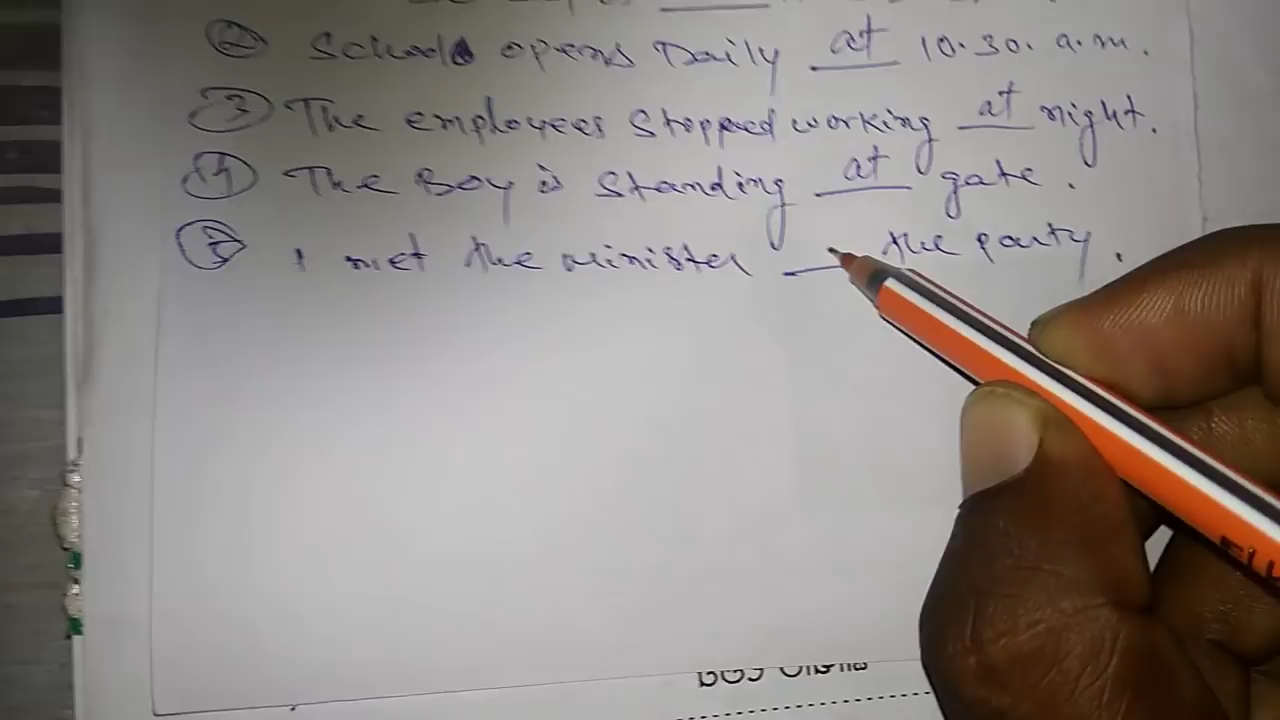 ② School opens Daily at 10.30. a.m.
③ The employees stopped working at night.
④ The Boy is standing at gate.
⑤ I met the minister ___ the party.